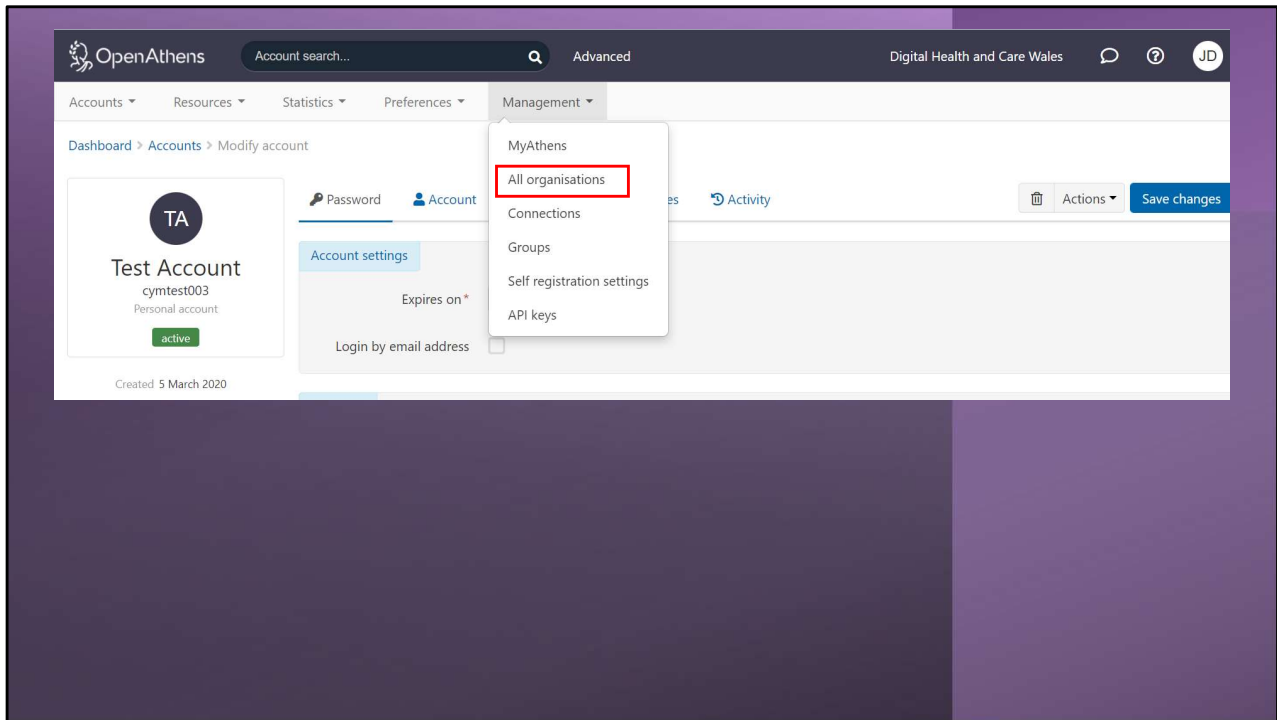 OpenAthens Account search... Advanced Digital Health and Care Wales JD
Accounts Resources Statistics Preferences Management
Dashboard > Accounts > Modify account
MyAthens
All organisations
Connections
Groups
Self registration settings
API keys
TA
Test Account
cymtest003
Personal account
active
Created 5 March 2020
Password Account es Activity Actions Save changes
Account settings
Expires on *
Login by email address